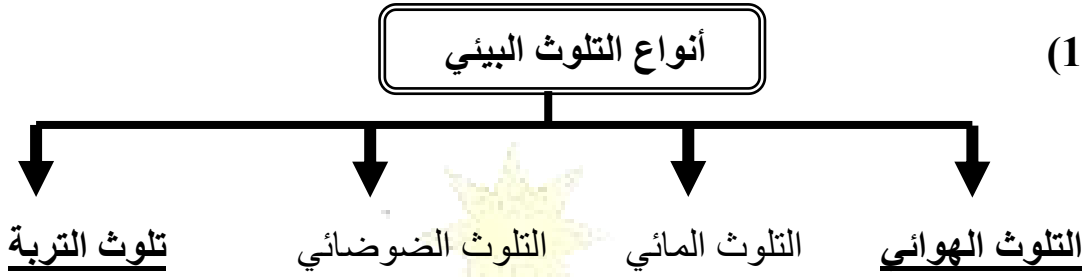 (1 أنواع التلوث البيئي
التلوث الهوائي التلوث المائي التلوث الضوضائي تلوث التربة